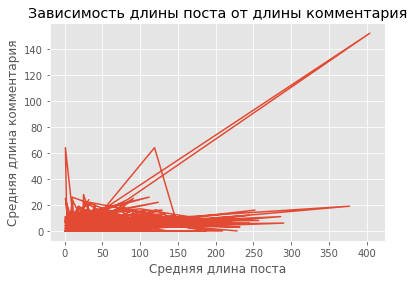 Зависимость длины поста от длины комментария
Средняя длина комментария
140
120
100
80
60
40
20
0
0 50 100 150 200 250 300 350 400
Средняя длина поста